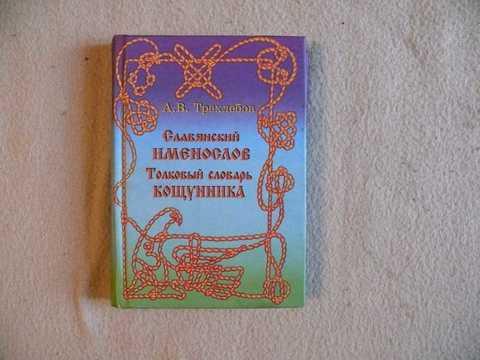 А.В. Трехлебов
Славянский
ИМЕНОСЛОВ
Толковый словарь
КОЩУННИКА